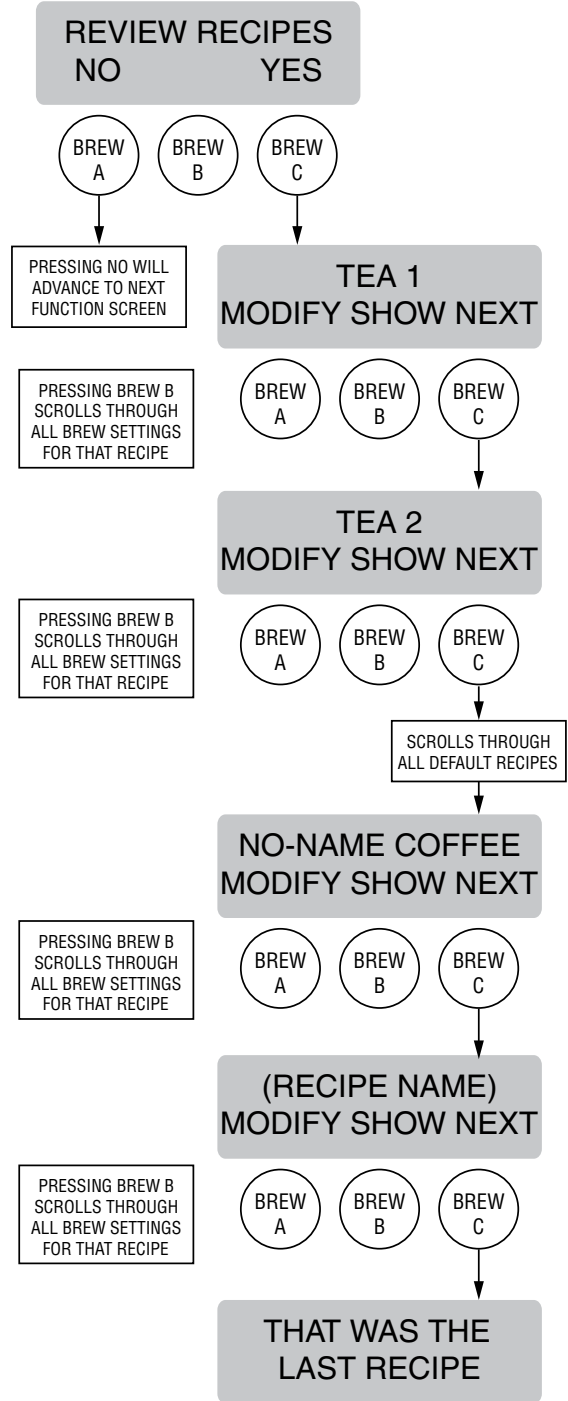 REVIEW RECIPES
NO YES
BREW
A
BREW
B
BREW
C
PRESSING NO WILL
ADVANCE TO NEXT
FUNCTION SCREEN
TEA 1
MODIFY SHOW NEXT
PRESSING BREW B
SCROLLS THROUGH
ALL BREW SETTINGS
FOR THAT RECIPE
BREW
A
BREW
B
BREW
C
TEA 2
MODIFY SHOW NEXT
PRESSING BREW B
SCROLLS THROUGH
ALL BREW SETTINGS
FOR THAT RECIPE
BREW
A
BREW
B
BREW
C
SCROLLS THROUGH
ALL DEFAULT RECIPES
NO-NAME COFFEE
MODIFY SHOW NEXT
PRESSING BREW B
SCROLLS THROUGH
ALL BREW SETTINGS
FOR THAT RECIPE
BREW
A
BREW
B
BREW
C
(RECIPE NAME)
MODIFY SHOW NEXT
PRESSING BREW B
SCROLLS THROUGH
ALL BREW SETTINGS
FOR THAT RECIPE
BREW
A
BREW
B
BREW
C
THAT WAS THE
LAST RECIPE